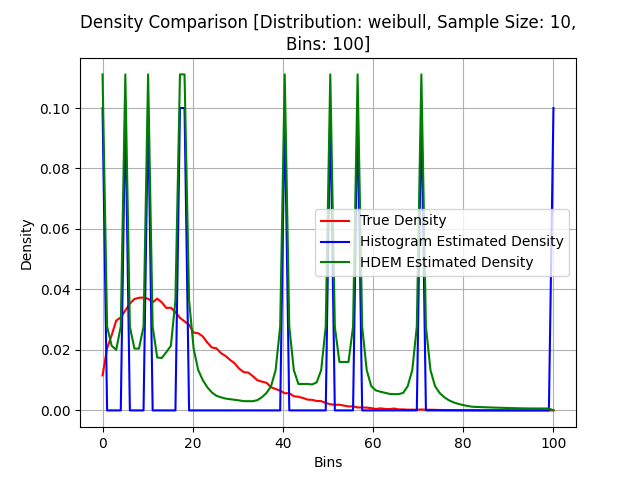 Density Comparison [Distribution: weibull, Sample Size: 10,
Bins: 100]
0.10
0.08
0.06
0.04
0.02
0.00
Density
True Density
Histogram Estimated Density
HDEM Estimated Density
0 20 40 60 80 100
Bins